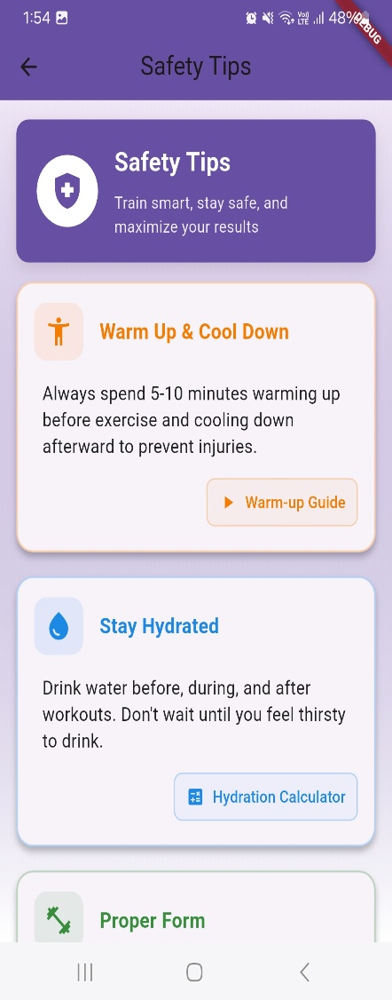 1:54 Vo) LTE 48%
DEBUG
Safety Tips
Safety Tips
Train smart, stay safe, and
maximize your results
Warm Up & Cool Down
Always spend 5-10 minutes warming up
before exercise and cooling down
afterward to prevent injuries.
Warm-up Guide
Stay Hydrated
Drink water before, during, and after
workouts. Don't wait until you feel thirsty
to drink.
Hydration Calculator
Proper Form